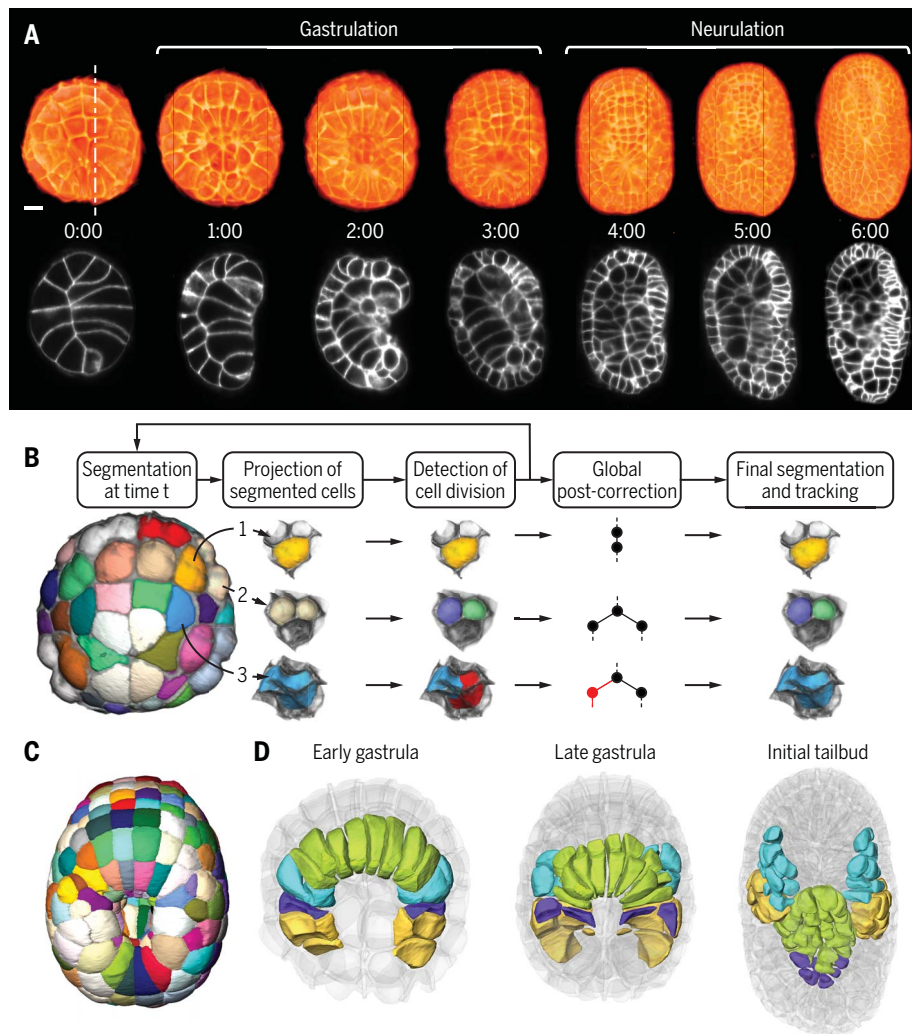 A
Gastrulation
Neurulation
0:00
1:00
2:00
3:00
4:00
5:00
6:00
B
Segmentation
at time t
Projection of
segmented cells
Detection of
cell division
Global
post-correction
Final segmentation
and tracking
1
2
3
C
D
Early gastrula
Late gastrula
Initial tailbud